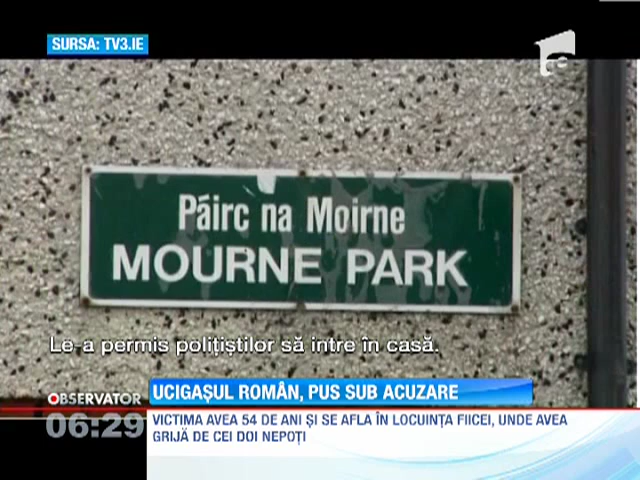 SURSA: TV3.IE
a
Páirc na Moirne
MOURNE PARK
Le-a permis polițiștilor să intre în casă.
OBSERVATOR
06:29
UCIGAȘUL ROMÂN, PUS SUB ACUZARE
VICTIMA AVEA 54 DE ANI ȘI SE AFLA ÎN LOCUINȚA FIICEI, UNDE AVEA
GRIJĂ DE CEI DOI NEPOȚI